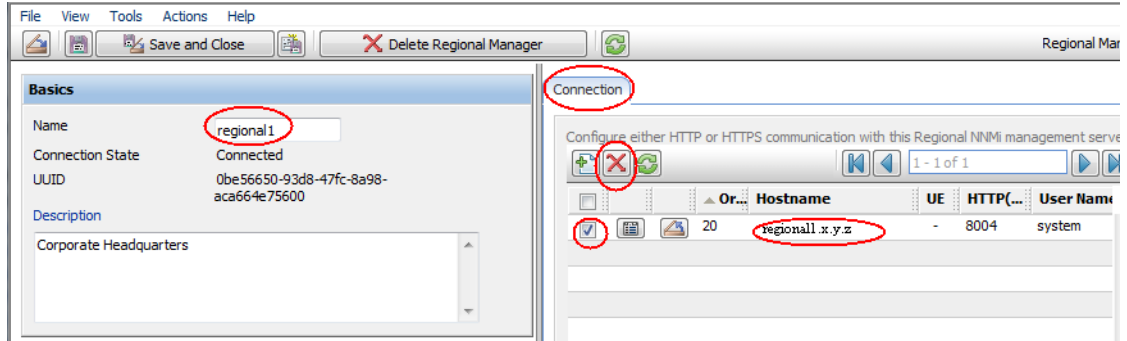 File View Tools Actions Help
Save and Close Delete Regional Manager Regional Mar
Basics
Name regional1
Connection State Connected
UUID 0be56650-93d8-47fc-8a98-
aca664e75600
Description
Corporate Headquarters
Connection
Configure either HTTP or HTTPS communication with this Regional NNMi management serve
1 - 1 of 1
Or... Hostname UE HTTP(... User Name
20 regional1.x.y.z - 8004 system